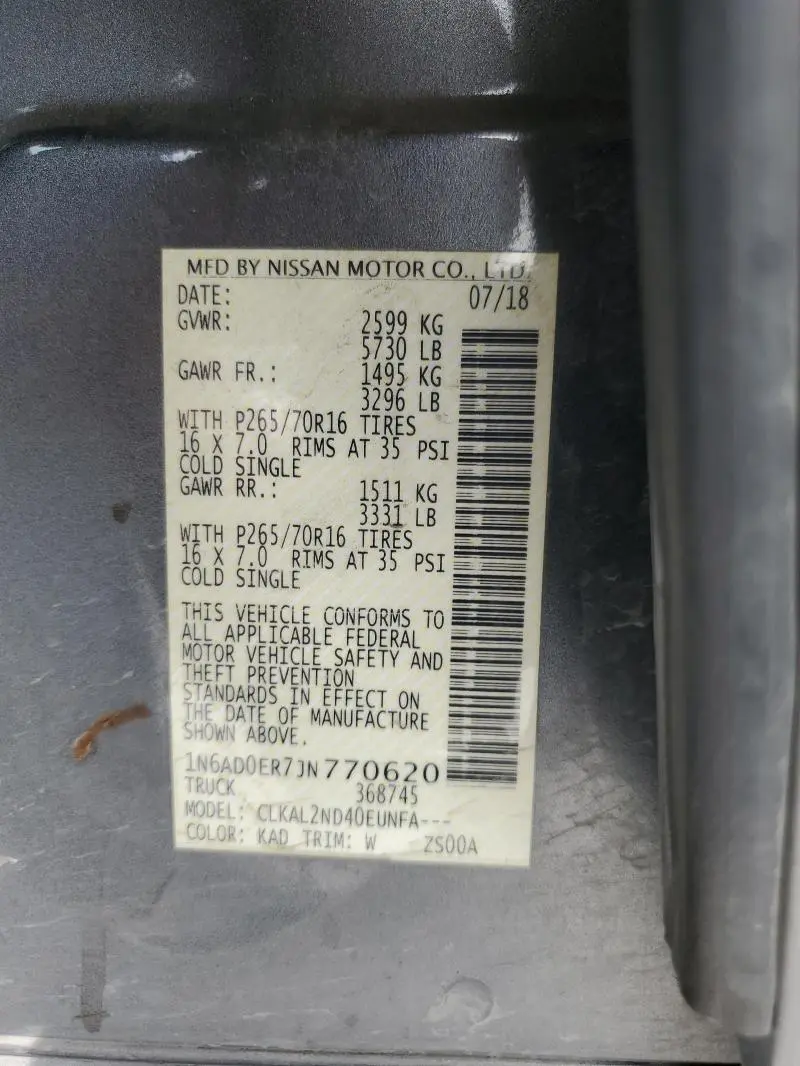 MFD BY NISSAN MOTOR CO., LTD.
DATE: 07/18
GVWR: 2599 KG
5730 LB
GAWR FR.: 1495 KG
3296 LB
WITH P265/70R16 TIRES
16 X 7.0 RIMS AT 35 PSI
COLD SINGLE
GAWR RR.: 1511 KG
3331 LB
WITH P265/70R16 TIRES
16 X 7.0 RIMS AT 35 PSI
COLD SINGLE
THIS VEHICLE CONFORMS TO
ALL APPLICABLE FEDERAL
MOTOR VEHICLE SAFETY AND
THEFT PREVENTION
STANDARDS IN EFFECT ON
THE DATE OF MANUFACTURE
SHOWN ABOVE.
1N6AD0ER7JN770620
TRUCK 368745
MODEL: CLKAL2ND40EUNFA---
COLOR: KAD TRIM: W ZS00A